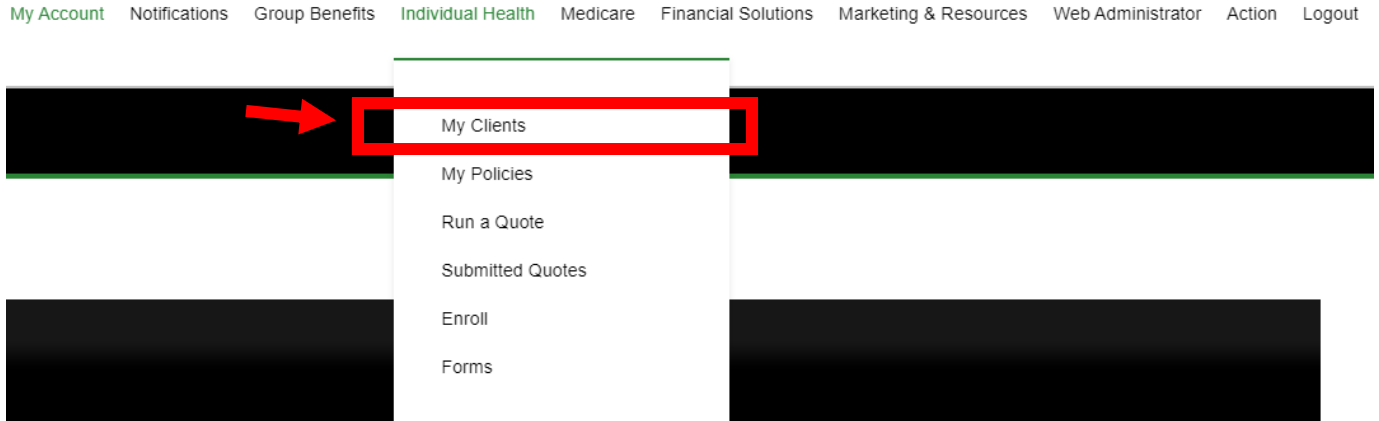 My Account Notifications Group Benefits Individual Health Medicare Financial Solutions Marketing & Resources Web Administrator Action Logout
My Clients
My Policies
Run a Quote
Submitted Quotes
Enroll
Forms